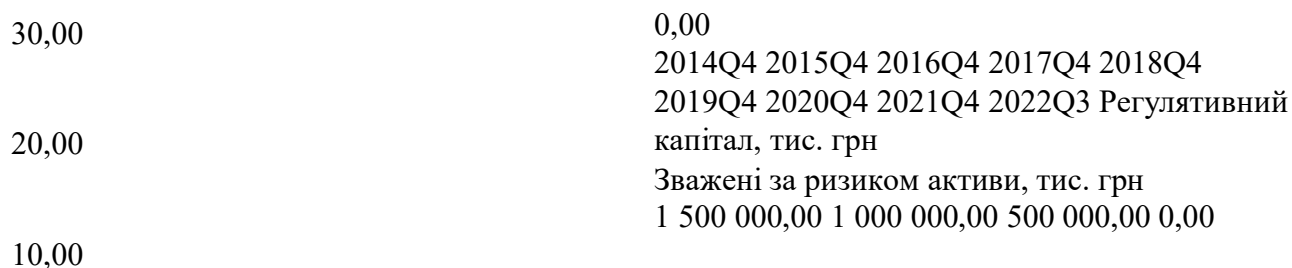 30,00
20,00
10,00
0,00
2014Q4 2015Q4 2016Q4 2017Q4 2018Q4
2019Q4 2020Q4 2021Q4 2022Q3 Регулятивний
капітал, тис. грн
Зважені за ризиком активи, тис. грн
1 500 000,00 1 000 000,00 500 000,00 0,00